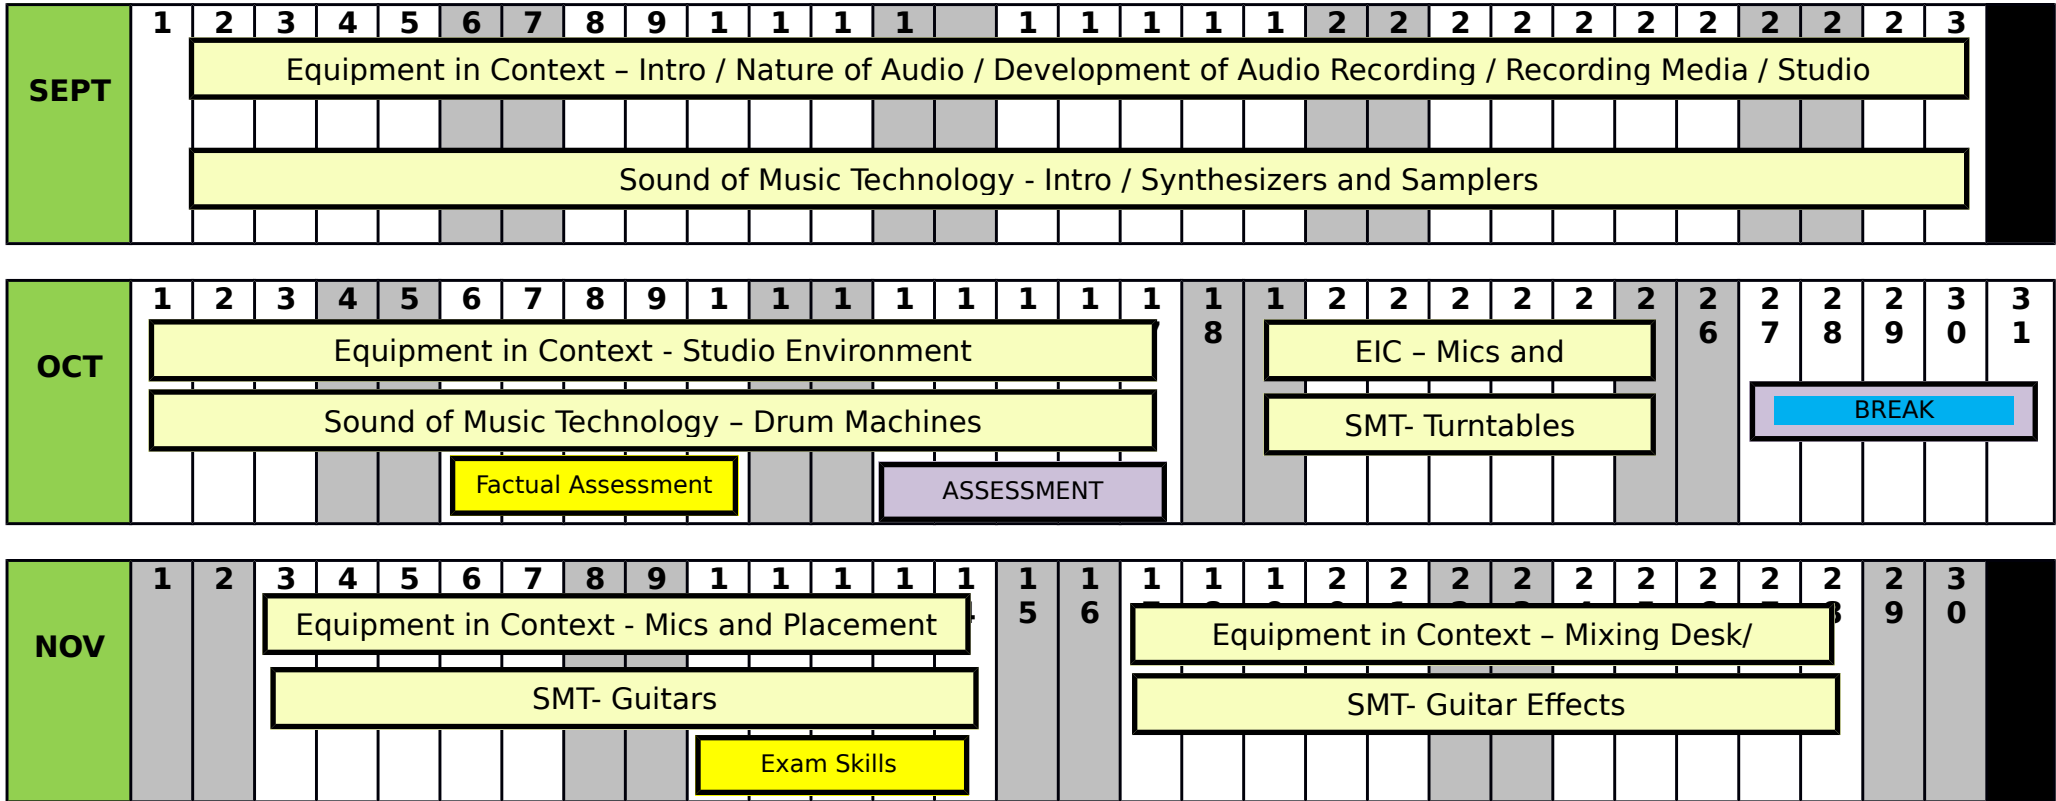 1 2 3 4 5 6 7 8 9 1 1 1 1 1 1 1 1 1 2 2 2 2 2 2 2 2 2 2 3
SEPT
Equipment in Context – Intro / Nature of Audio / Development of Audio Recording / Recording Media / Studio
Sound of Music Technology - Intro / Synthesizers and Samplers
1 2 3 4 5 6 7 8 9 1 1 1 1 1 1 1 1 1 1 2 2 2 2 2 2 2 2 2 2 3 3
8 6 7 8 9 0 1
OCT
Equipment in Context - Studio Environment
EIC – Mics and
Sound of Music Technology – Drum Machines
SMT- Turntables
BREAK
Factual Assessment
ASSESSMENT
1 2 3 4 5 6 7 8 9 1 1 1 1 1 1 1 1 1 1 2 2 2 2 2 2 2 2 2 2 3
5 6 9 0
NOV
Equipment in Context - Mics and Placement
Equipment in Context – Mixing Desk/
SMT- Guitars
SMT- Guitar Effects
Exam Skills